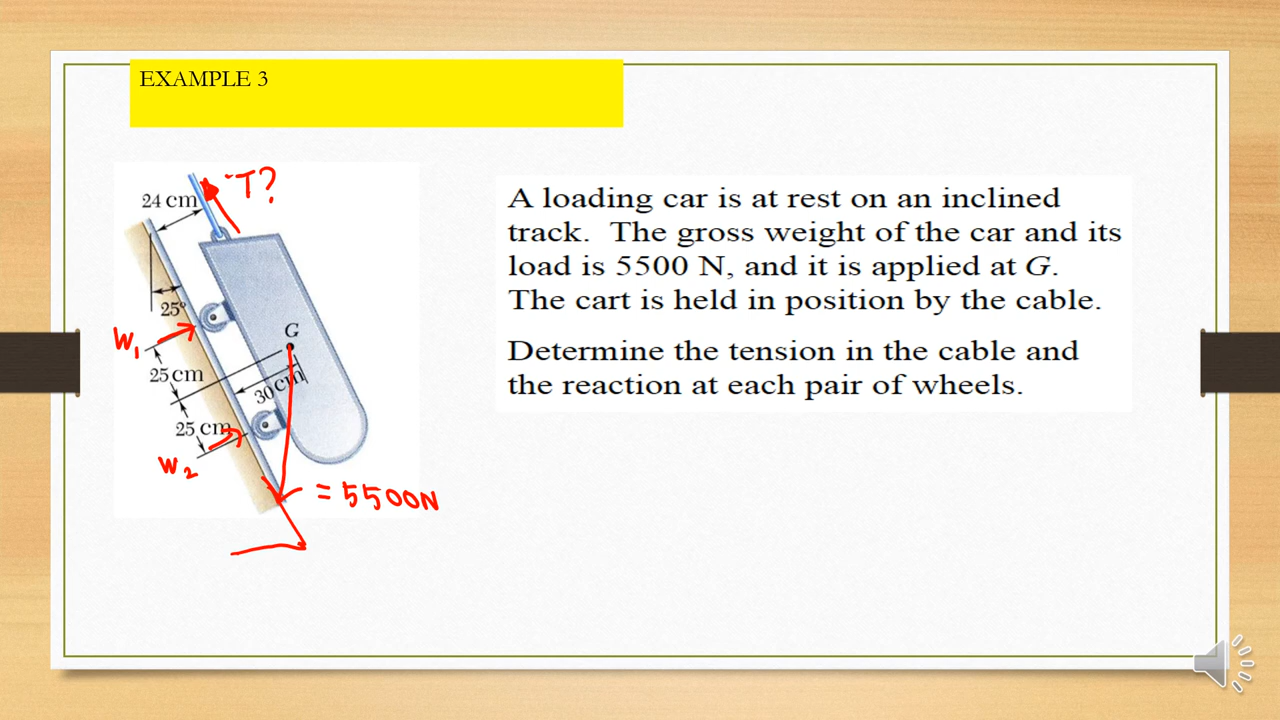 EXAMPLE 3
T?
24 cm
25°
W1
G
25 cm
30 cm
25 cm
W2
= 5500N
A loading car is at rest on an inclined
track. The gross weight of the car and its
load is 5500 N, and it is applied at G.
The cart is held in position by the cable.
Determine the tension in the cable and
the reaction at each pair of wheels.